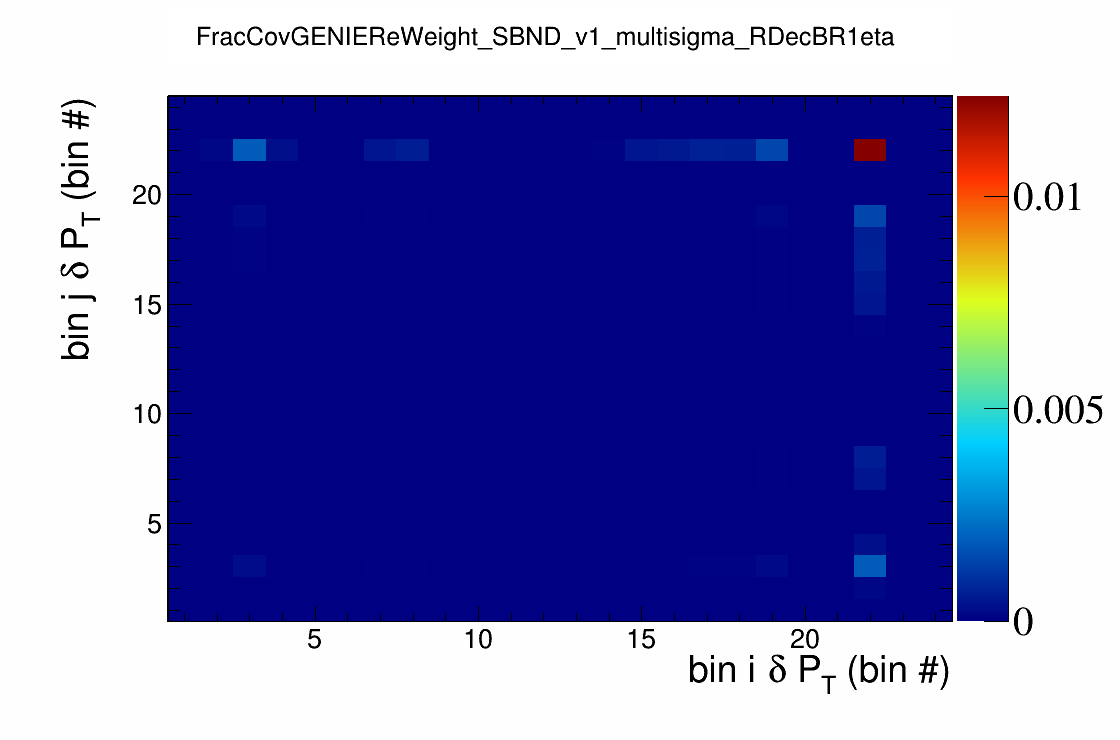 FracCovGENIEReWeight_SBND_v1_multisigma_RDecBR1eta
bin j δ P_T (bin #)
20
15
10
5
0.01
0.005
0
5 10 15 20
bin i δ P_T (bin #)